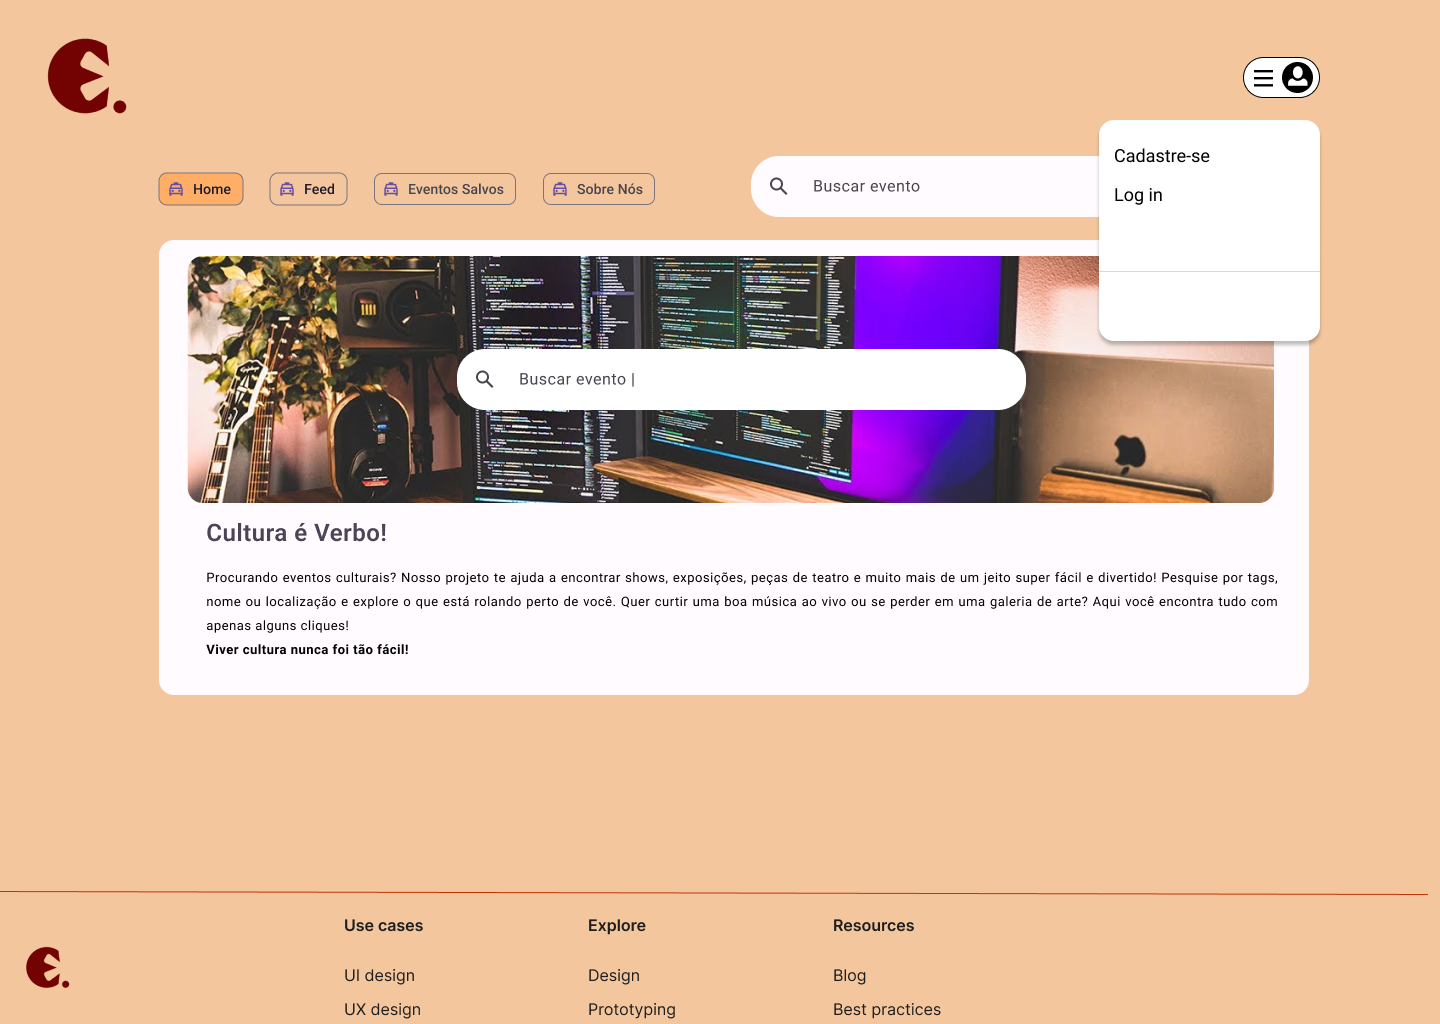 Cadastre-se
Log in
Home
Feed
Eventos Salvos
Sobre Nós
Buscar evento
Buscar evento |
SONY
Cultura é Verbo!
Procurando eventos culturais? Nosso projeto te ajuda a encontrar shows, exposições, peças de teatro e muito mais de um jeito super fácil e divertido! Pesquise por tags,
nome ou localização e explore o que está rolando perto de você. Quer curtir uma boa música ao vivo ou se perder em uma galeria de arte? Aqui você encontra tudo com
apenas alguns cliques!
Viver cultura nunca foi tão fácil!
Use cases
Explore
Resources
UI design
Design
Blog
UX design
Prototyping
Best practices